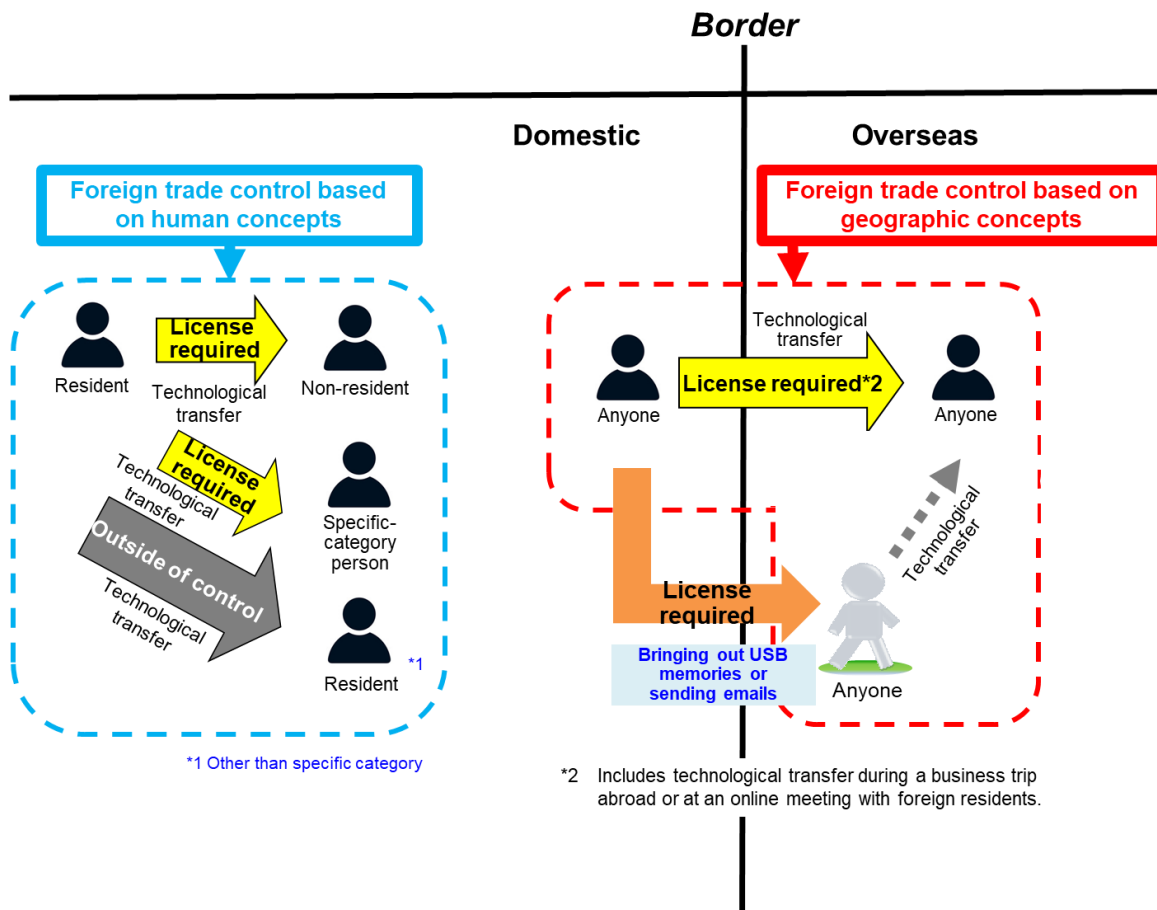 Border
Domestic
Overseas
Foreign trade control based
on human concepts
Resident
License
required
Technological
transfer
Non-resident
License
required
Technological
transfer
Specific-
category
person
Outside of control
Technological
transfer
Resident
*1
*1 Other than specific category
Foreign trade control based on
geographic concepts
Technological
transfer
License required*2
Anyone
Anyone
License
required
Bringing out USB
memories or
sending emails
Technological
transfer
Anyone
*2 Includes technological transfer during a business trip
abroad or at an online meeting with foreign residents.